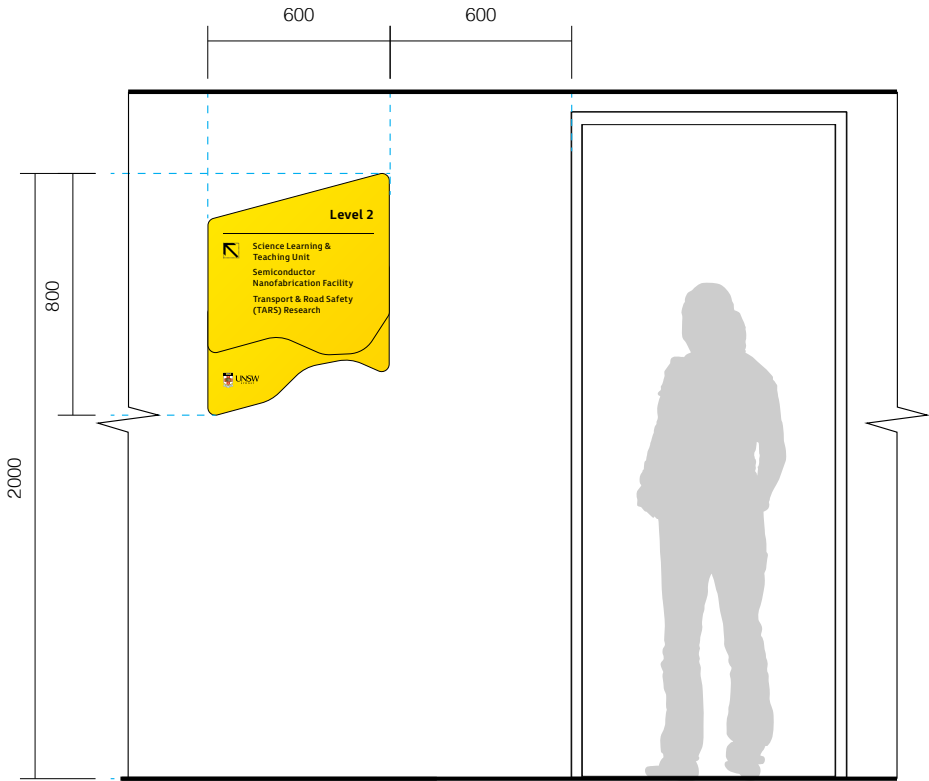 600
600
800
2000
Level 2
Science Learning &
Teaching Unit
Semiconductor
Nanofabrication Facility
Transport & Road Safety
(TARS) Research
UNSW